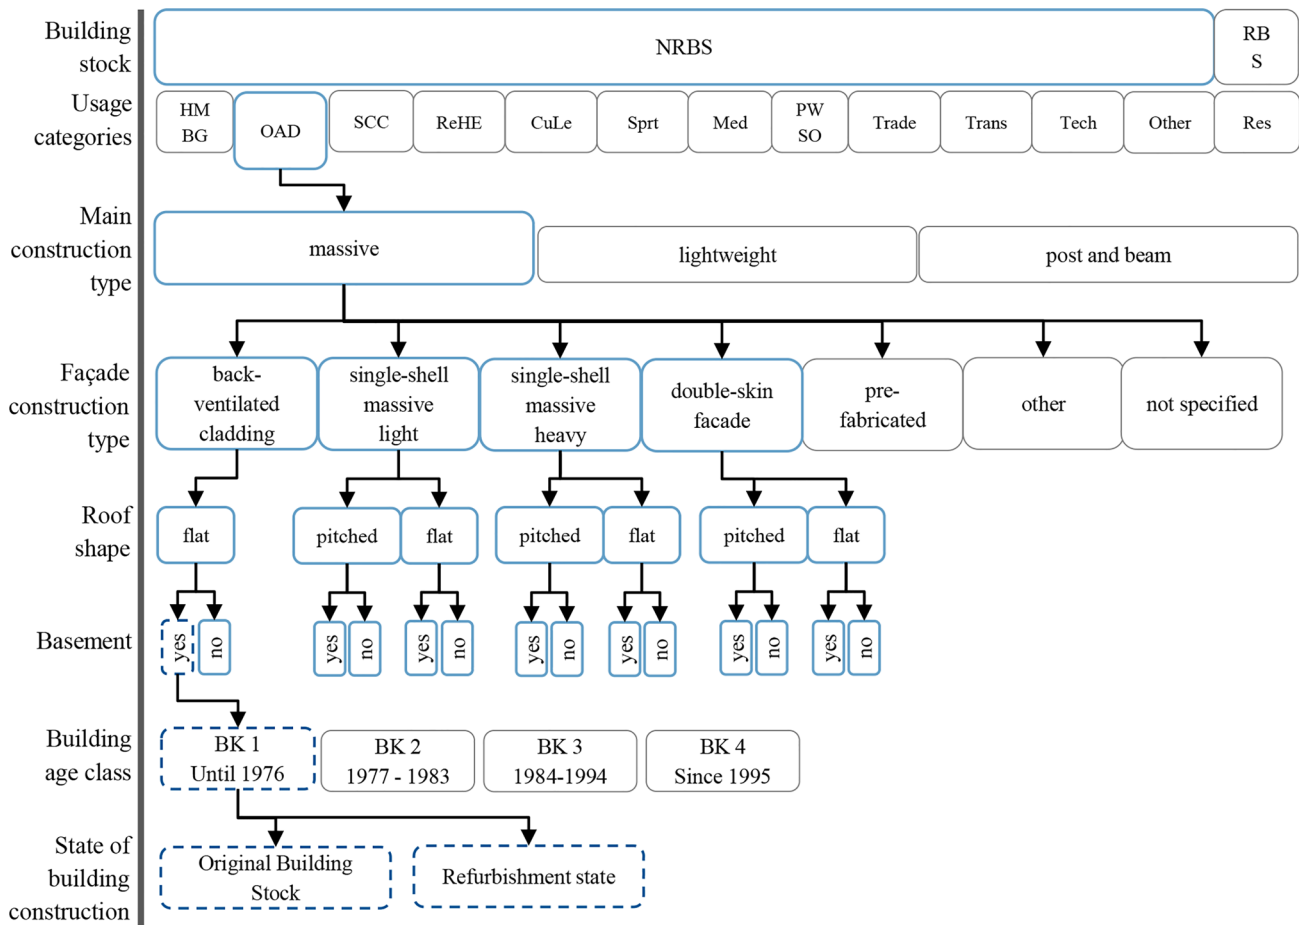 Building
stock
NRBS
RB
S
Usage
categories
HM
BG
OAD
SCC
ReHE
CuLe
Sprt
Med
PW
SO
Trade
Trans
Tech
Other
Res
Main
construction
type
massive
lightweight
post and beam
Façade
construction
type
back-
ventilated
cladding
single-shell
massive
light
single-shell
massive
heavy
double-skin
facade
pre-
fabricated
other
not specified
Roof
shape
flat
pitched
flat
pitched
flat
pitched
flat
Basement
yes
no
yes
no
yes
no
yes
no
yes
no
yes
no
yes
no
Building
age class
BK 1
Until 1976
BK 2
1977 - 1983
BK 3
1984-1994
BK 4
Since 1995
State of
building
construction
Original Building
Stock
Refurbishment state